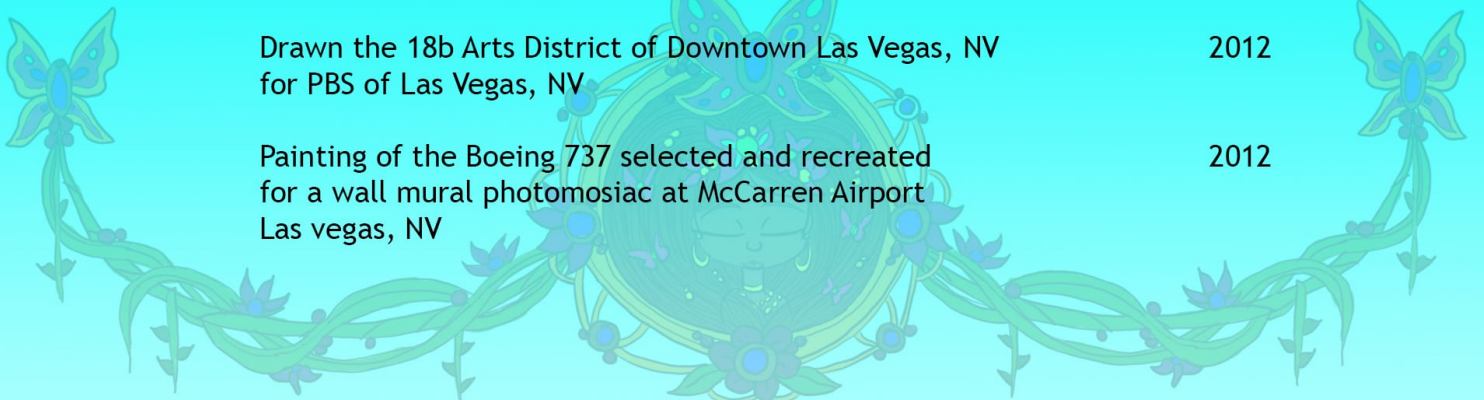 Drawn the 18b Arts District of Downtown Las Vegas, NV 2012
for PBS of Las Vegas, NV
Painting of the Boeing 737 selected and recreated 2012
for a wall mural photomosiac at McCarren Airport
Las vegas, NV